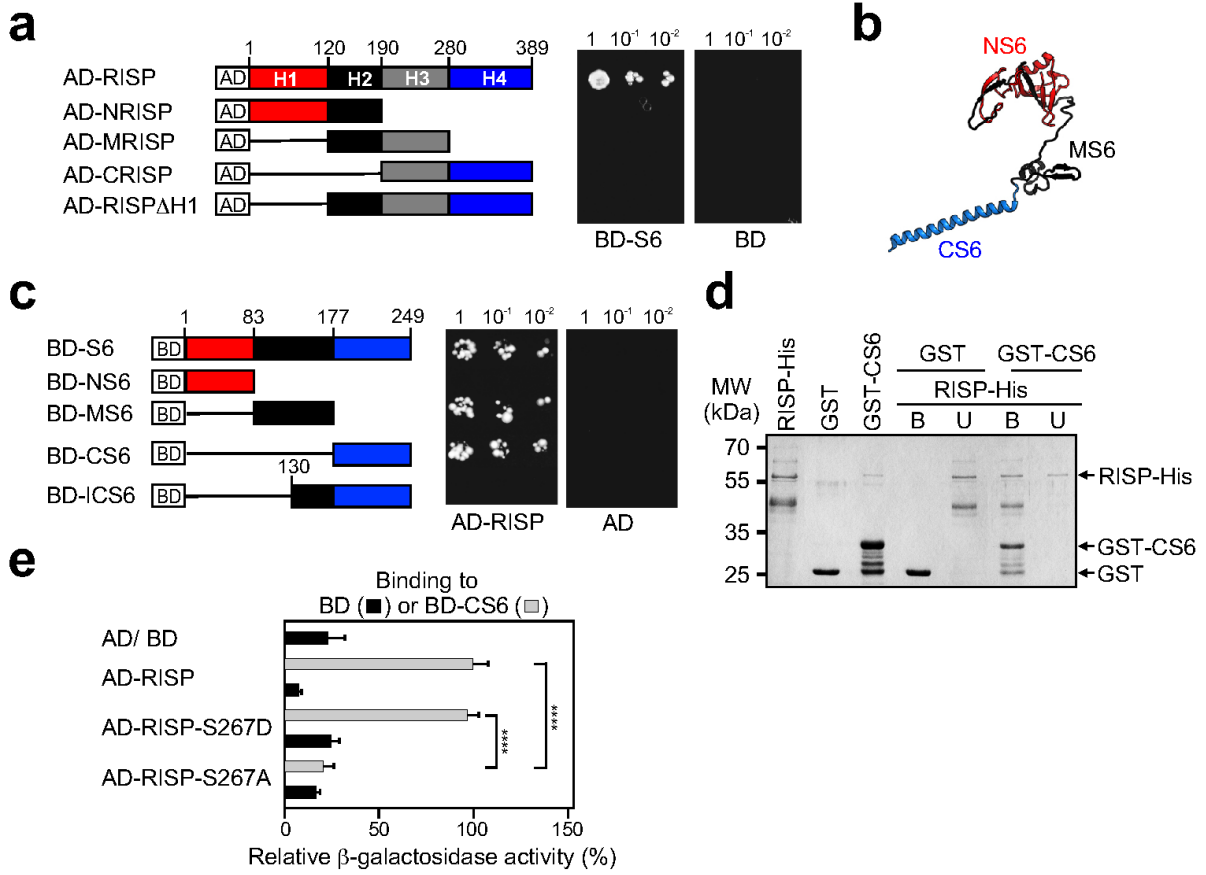 a
1 120 190 280 389
1 10⁻¹ 10⁻² 1 10⁻¹ 10⁻²
AD-RISP AD H1 H2 H3 H4
AD-NRISP AD
AD-MRISP AD
AD-CRISP AD
AD-RISPΔH1 AD
BD-S6 BD
b
NS6
MS6
CS6
c
1 83 177 249
1 10⁻¹ 10⁻² 1 10⁻¹ 10⁻²
BD-S6 BD
BD-NS6 BD
BD-MS6 BD
BD-CS6 BD
130
BD-ICS6 BD
AD-RISP AD
d
MW
(kDa)
RISP-His
GST
GST-CS6
GST GST-CS6
RISP-His
B U B U
70
55
35
25
RISP-His
GST-CS6
GST
e
Binding to
BD (■) or BD-CS6 (■)
AD/ BD
AD-RISP
AD-RISP-S267D
AD-RISP-S267A
****
****
0 50 100 150
Relative β-galactosidase activity (%)